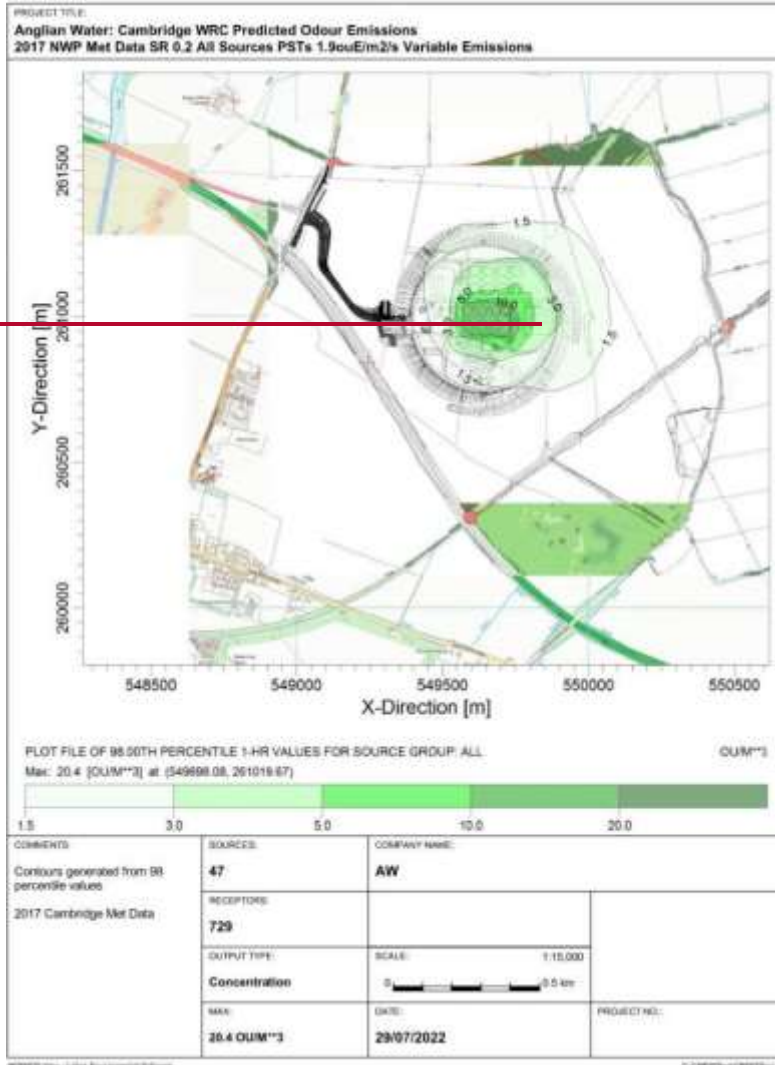 PROJECT TITLE:
Anglian Water: Cambridge WRC Predicted Odour Emissions
2017 NWP Met Data SR 0.2 All Sources PSTs 1.9ouE/m2/s Variable Emissions
Y-Direction [m]
261500
261000
260500
260000
1.5
5.0
10.0
3.0
1.5
1.5
548500
549000
549500
550000
550500
X-Direction [m]
PLOT FILE OF 98.00TH PERCENTILE 1-HR VALUES FOR SOURCE GROUP: ALL
OU/M**3
Max: 20.4 [OU/M**3] at (549698.08, 261019.67)
1.5
3.0
5.0
10.0
20.0
COMMENTS:
Contours generated from 98
percentile values
2017 Cambridge Met Data
SOURCES:
47
COMPANY NAME:
AW
RECEPTORS:
729
OUTPUT TYPE:
Concentration
SCALE:
1:15,000
0
0.5 km
MAX:
20.4 OU/M**3
DATE:
29/07/2022
PROJECT NO.: